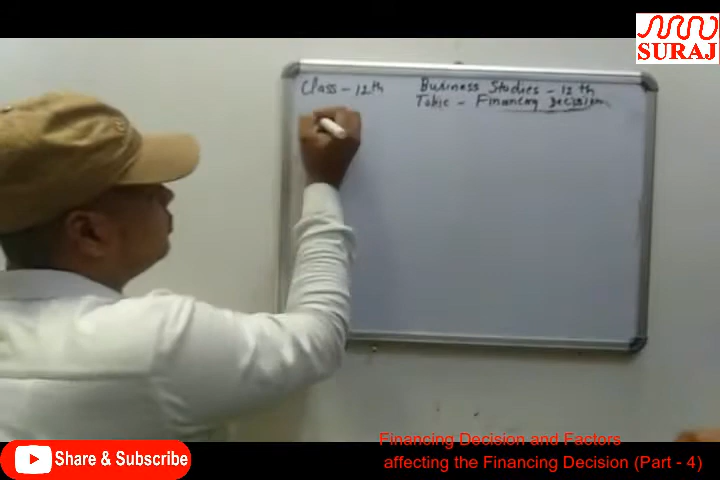 SURAJ
Class - 12th
Business Studies - 12 th
Tobic - Financing Decision
Financing Decision and Factors
affecting the Financing Decision (Part - 4)
Share & Subscribe